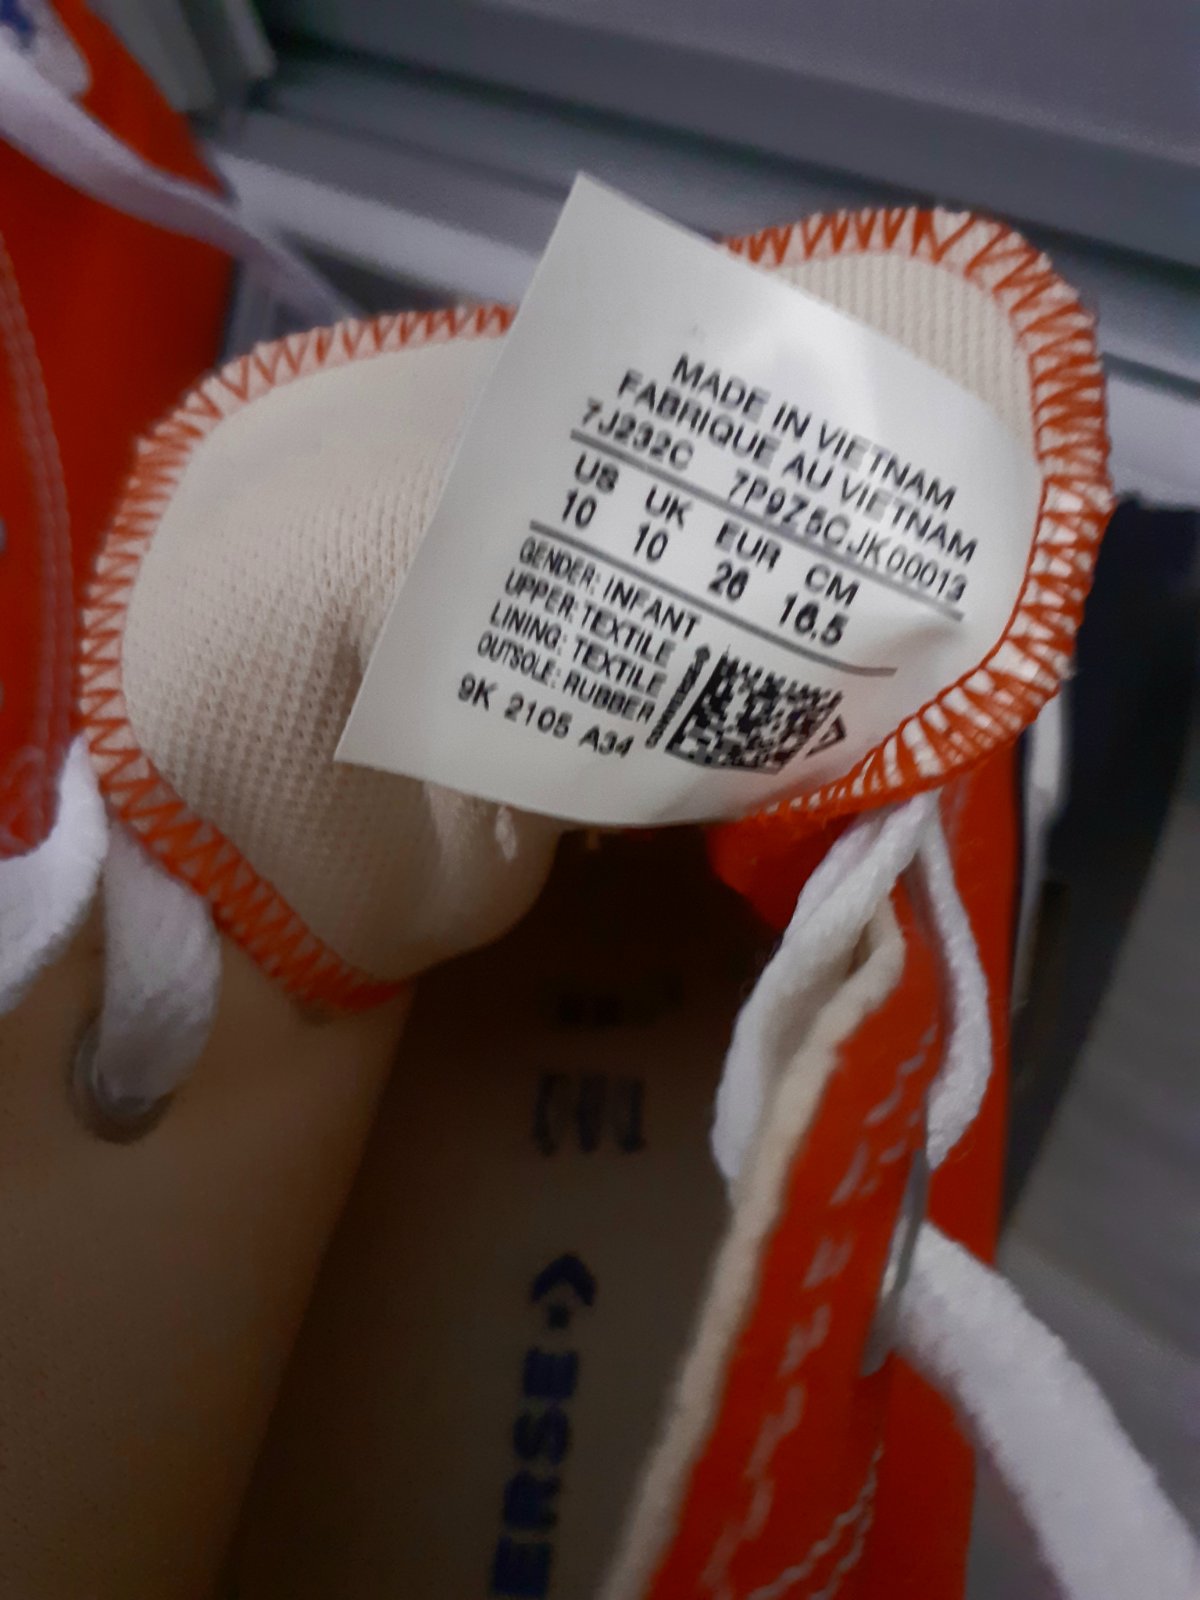 MADE IN VIETNAM
FABRIQUE AU VIETNAM
7J232C 7P9Z5CJK00013
US UK EUR CM
10 10 26 16.5
GENDER: INFANT
UPPER: TEXTILE
LINING: TEXTILE
OUTSOLE: RUBBER
9K 2105 A34
ERSE